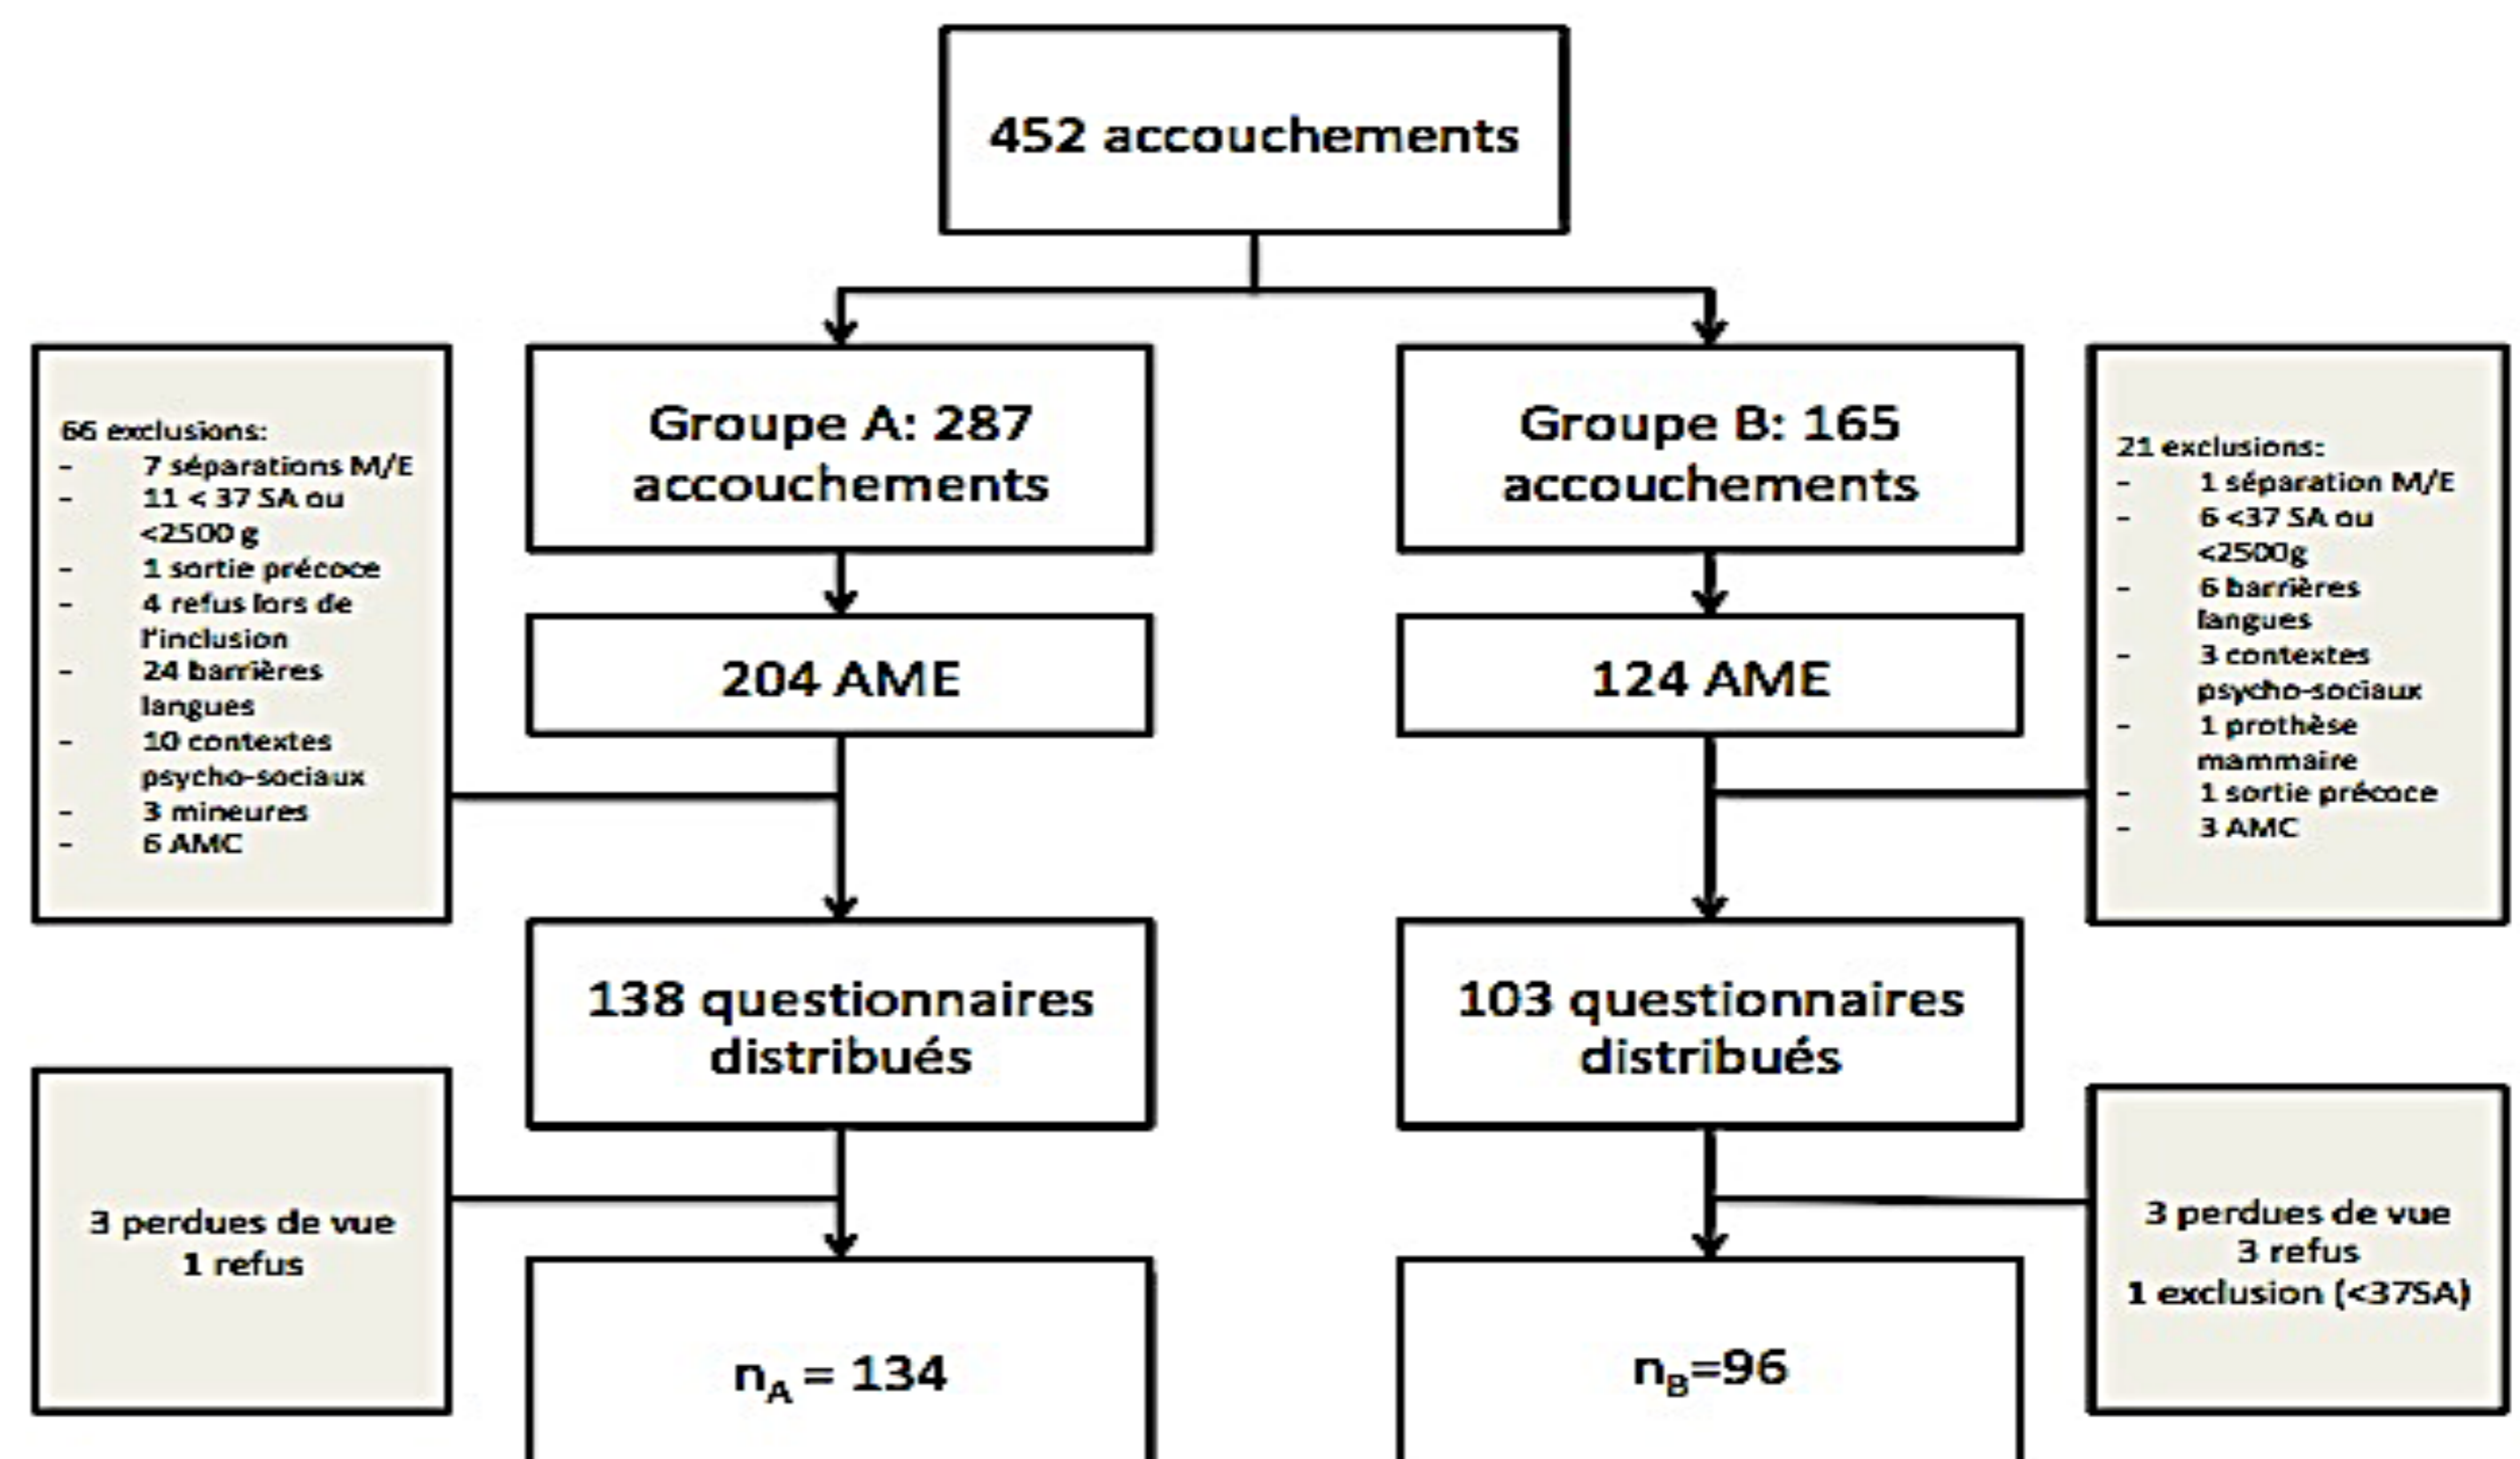 452 accouchements
Groupe A: 287
accouchements
Groupe B: 165
accouchements
66 exclusions:
- 7 séparations M/E
- 11 < 37 SA ou
<2500 g
- 1 sortie précoce
- 4 refus lors de
l'inclusion
- 24 barrières
langues
- 10 contextes
psycho-sociaux
- 3 mineures
- 6 AMC
21 exclusions:
- 1 séparation M/E
- 6 <37 SA ou
<2500g
- 6 barrières
langues
- 3 contextes
psycho-sociaux
- 1 prothèse
mammaire
- 1 sortie précoce
- 3 AMC
204 AME
124 AME
138 questionnaires
distribués
103 questionnaires
distribués
3 perdues de vue
1 refus
3 perdues de vue
3 refus
1 exclusion (<37SA)
nA = 134
nB=96